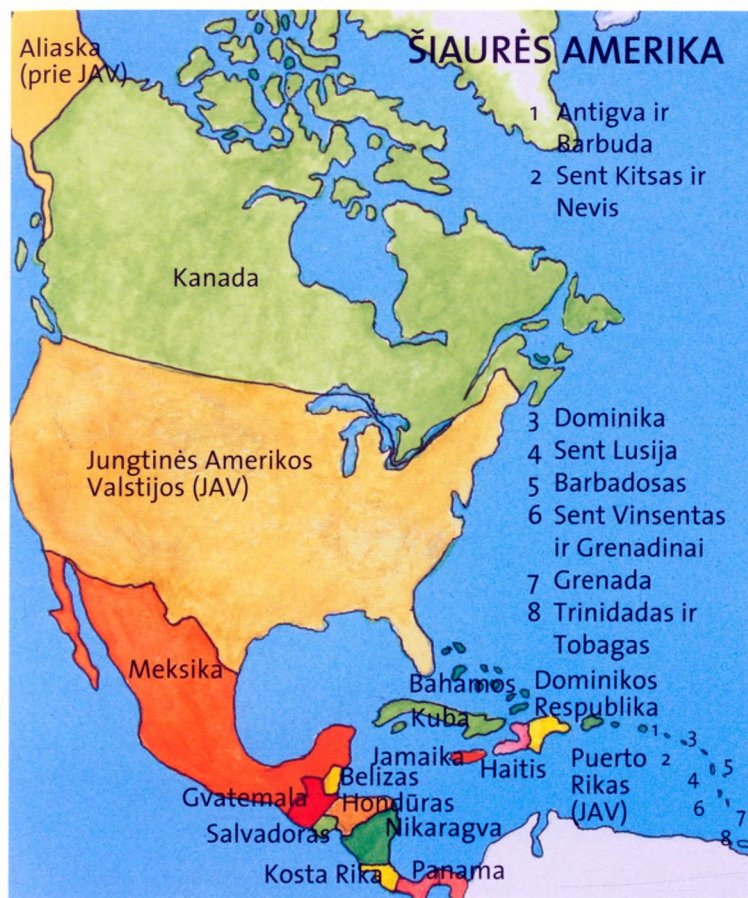 Aliaska
(prie JAV)
ŠIAURĖS AMERIKA
1 Antigva ir
Barbuda
2 Sent Kitsas ir
Nevis
Kanada
Jungtinės Amerikos
Valstijos (JAV)
3 Dominika
4 Sent Lusija
5 Barbadosas
6 Sent Vinsentas
ir Grenadinai
7 Grenada
8 Trinidadas ir
Tobagas
Meksika
Bahamos
Dominikos
Respublika
Kuba
Jamaika
Haitis
Puerto
Rikas
(JAV)
1
2
3
4
5
6
7
8
Belizas
Gvatemala
Hondūras
Salvadoras
Nikaragva
Kosta Rika
Panama